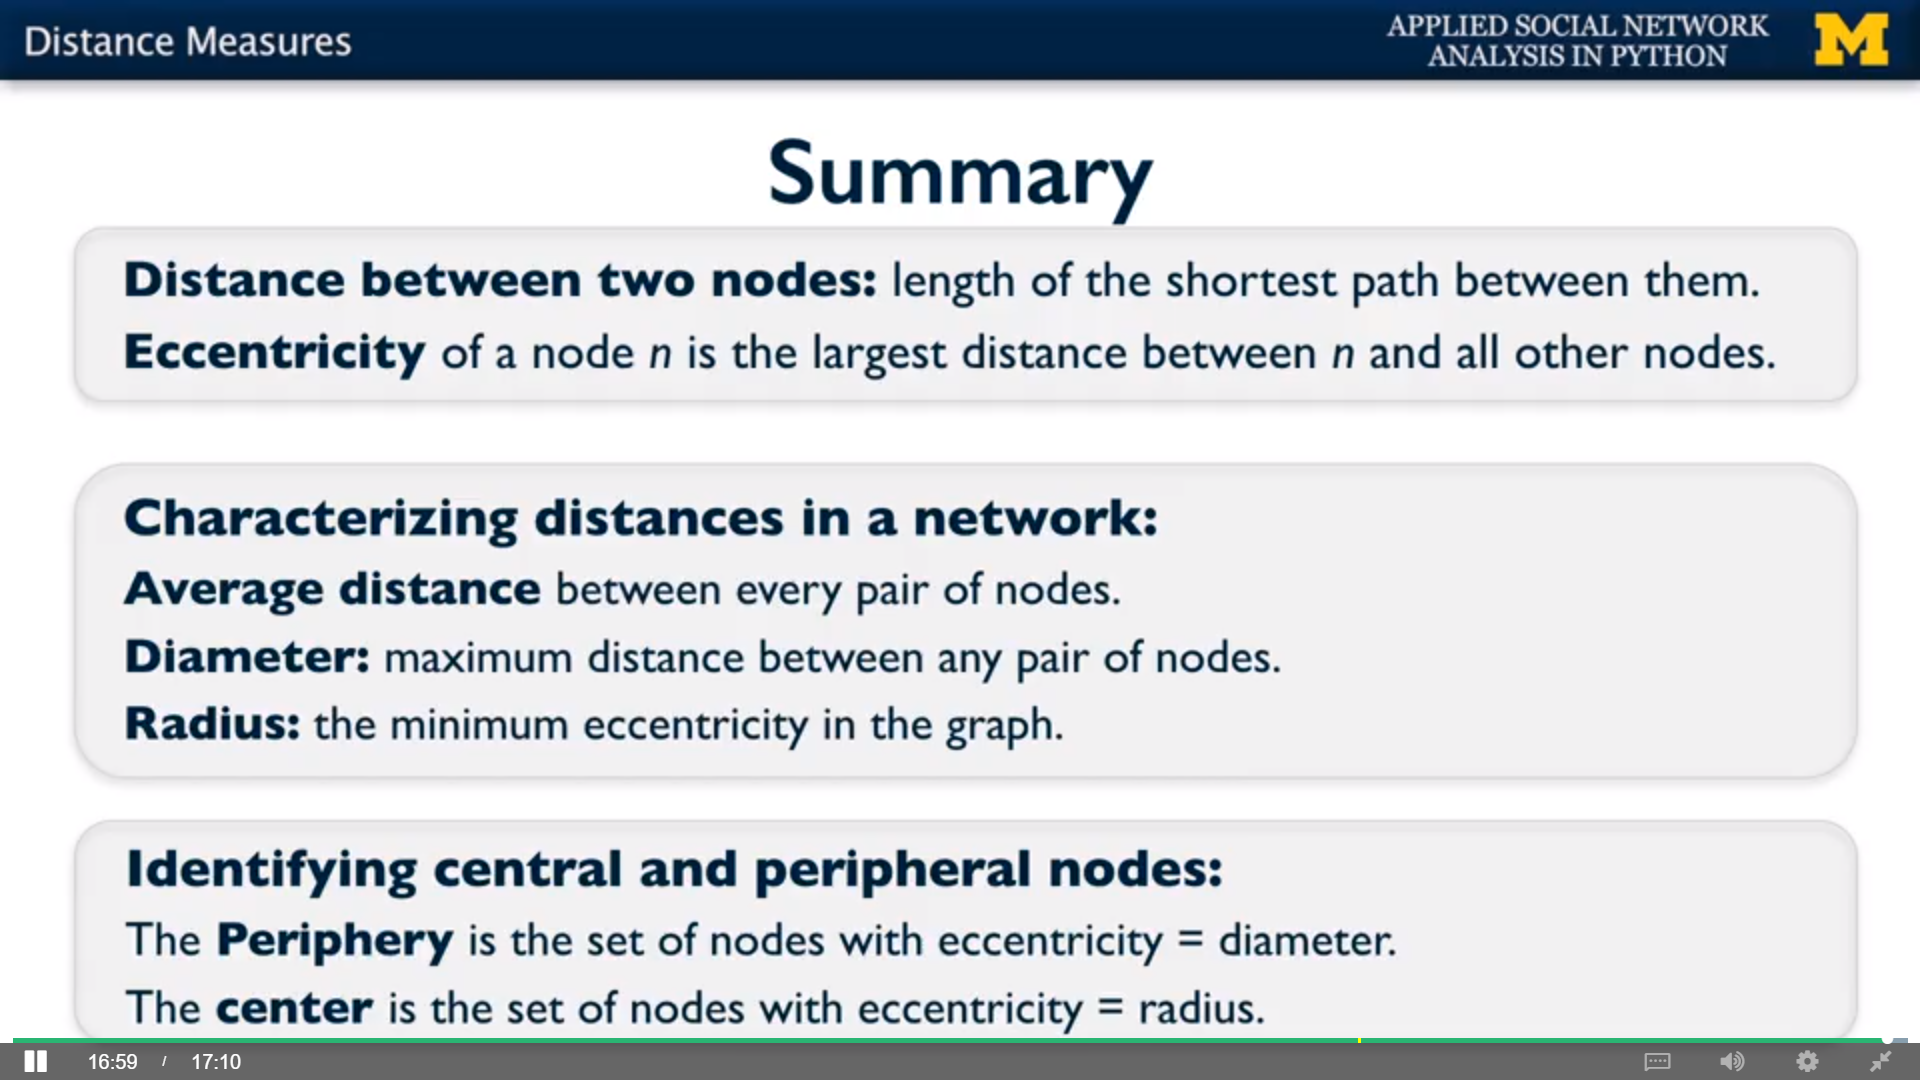 Distance Measures
APPLIED SOCIAL NETWORK
ANALYSIS IN PYTHON
M
Summary
Distance between two nodes: length of the shortest path between them.
Eccentricity of a node n is the largest distance between n and all other nodes.
Characterizing distances in a network:
Average distance between every pair of nodes.
Diameter: maximum distance between any pair of nodes.
Radius: the minimum eccentricity in the graph.
Identifying central and peripheral nodes:
The Periphery is the set of nodes with eccentricity = diameter.
The center is the set of nodes with eccentricity = radius.
16:59 / 17:10